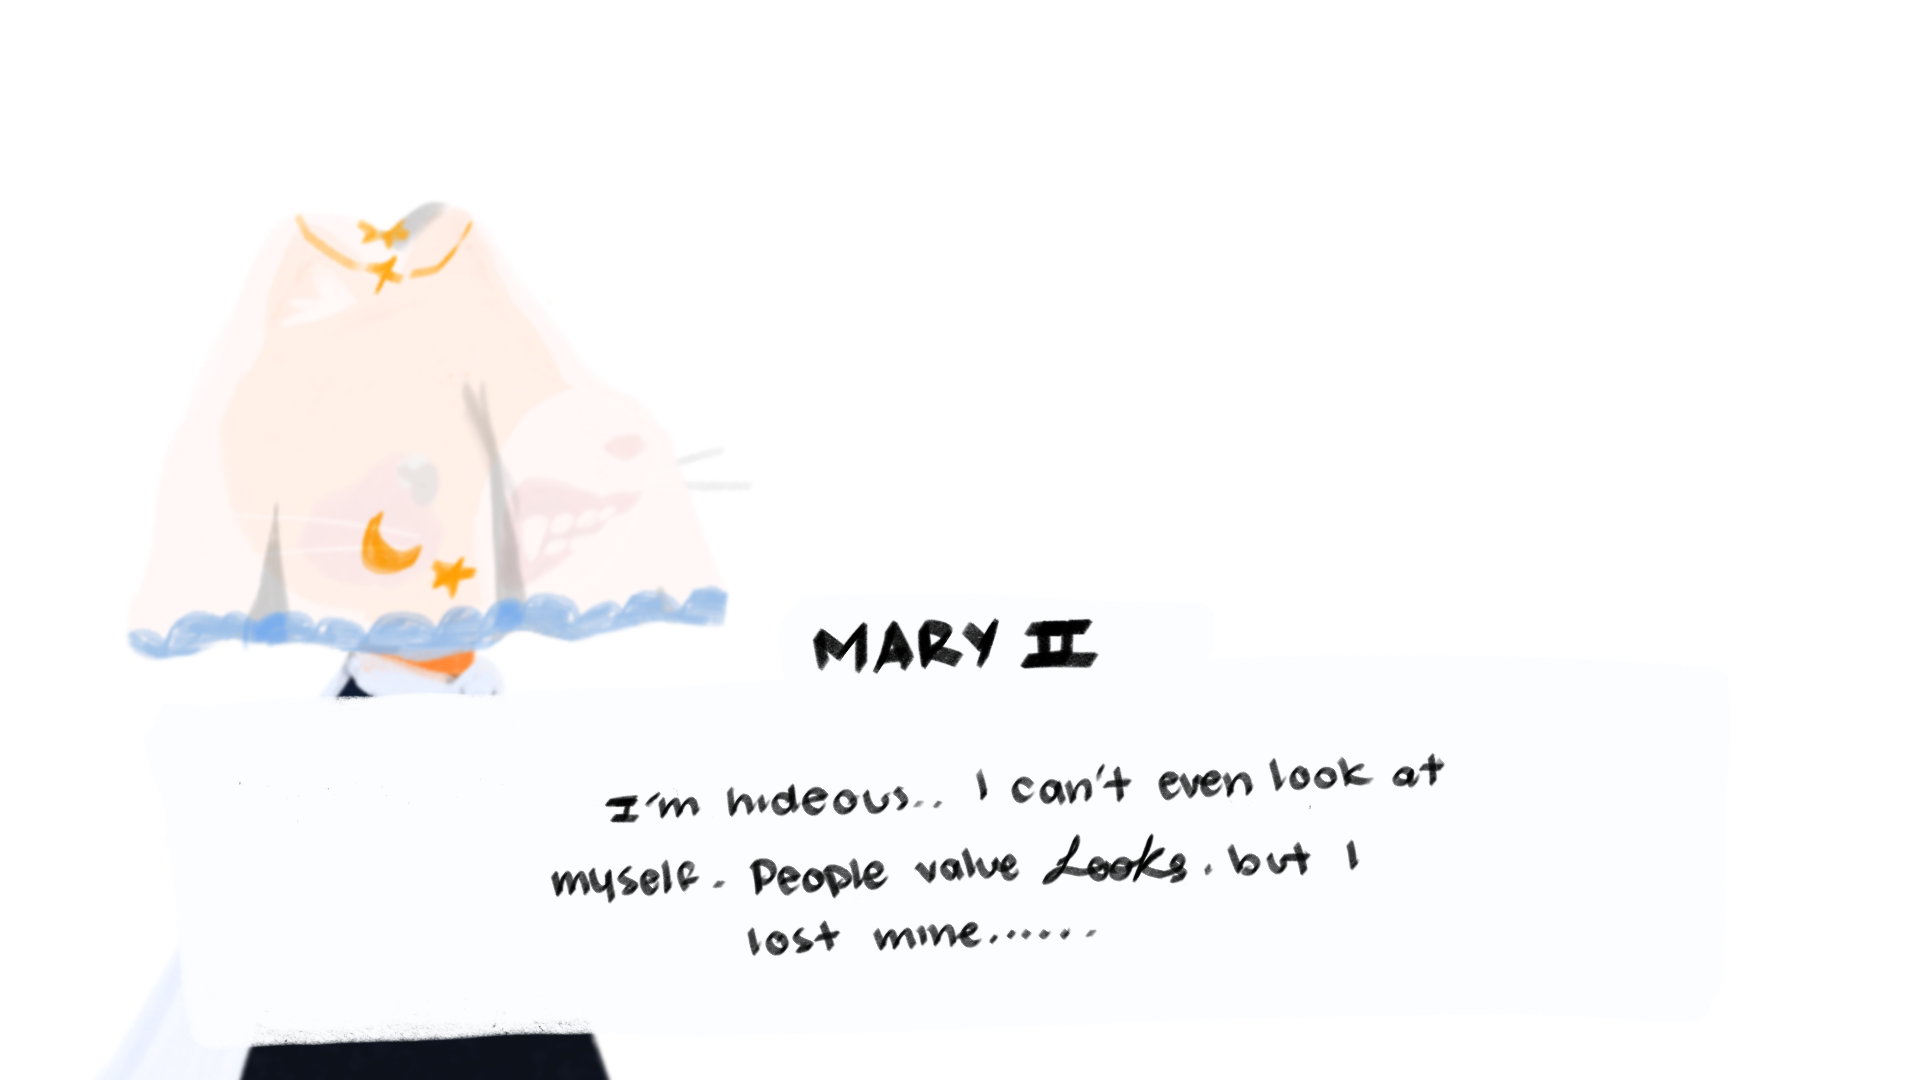 MARY II
I'm hideous.. I can't even look at
myself. People value Looks. but I
lost mine......